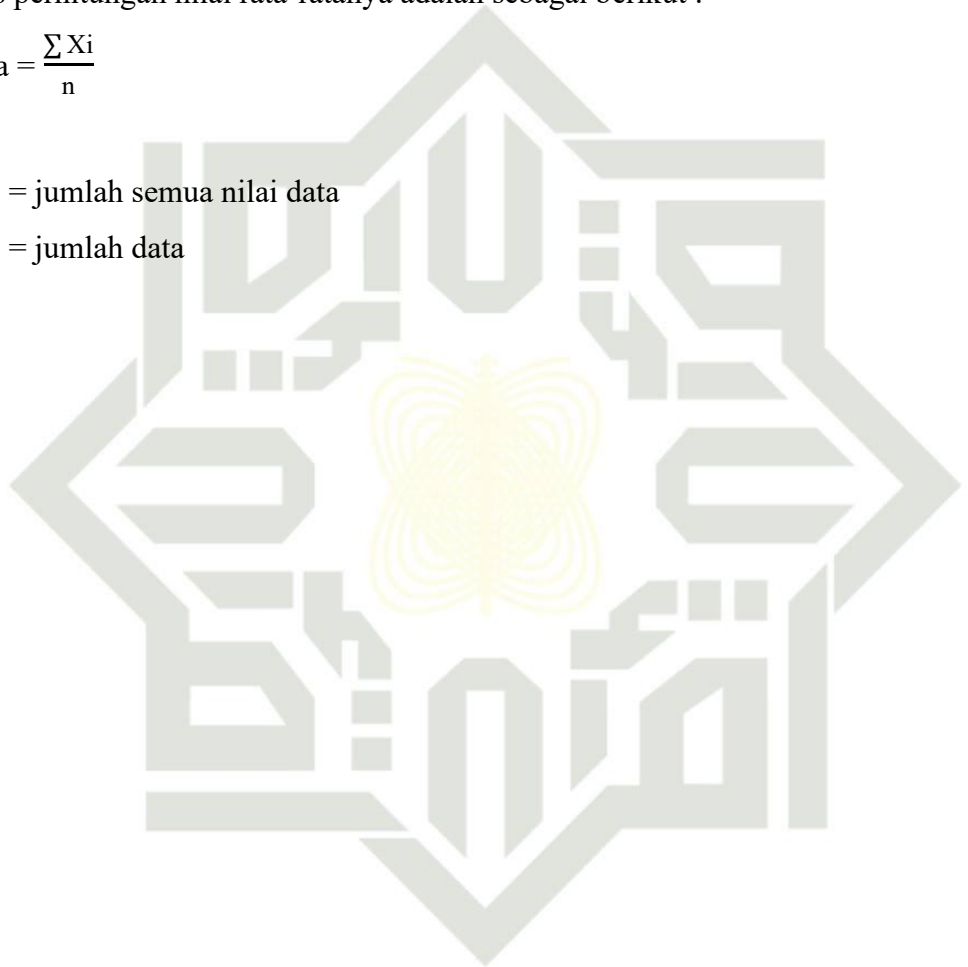 perhitungan nilai rata-ratanya adalah sebagai berikut :
a = ∑ Xi
n
= jumlah semua nilai data
= jumlah data